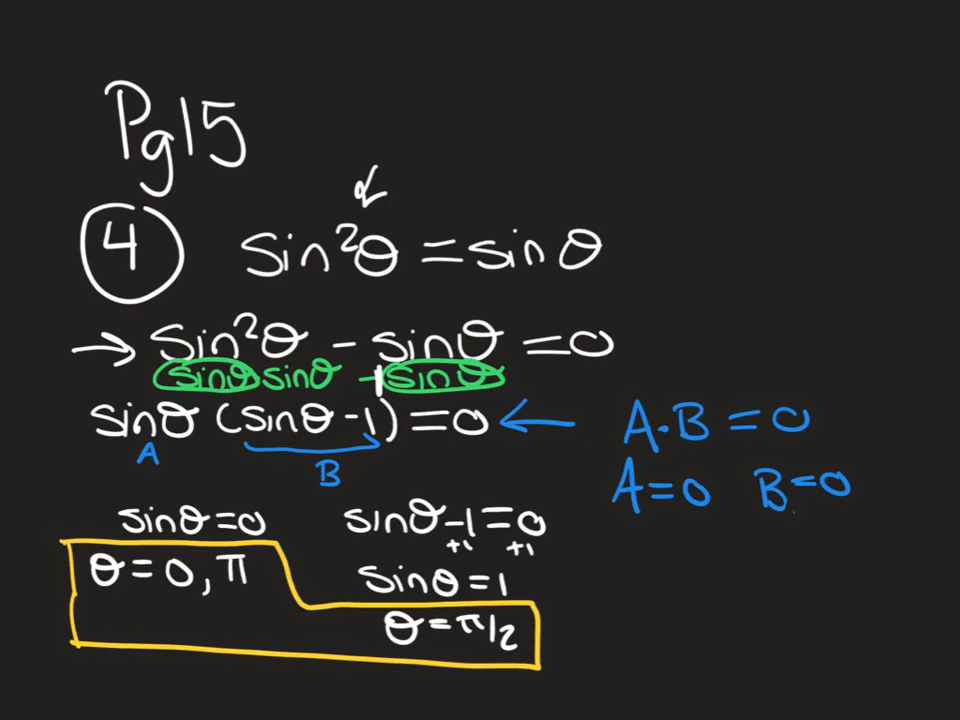 Pg15
4 sin²θ = sinθ
→ sin²θ - sinθ = 0
sinθ sinθ - 1 sinθ
sinθ (sinθ - 1) = 0 ← A·B = 0
A B
A = 0 B = 0
sinθ = 0 sinθ - 1 = 0
+1 +1
θ = 0, π sinθ = 1
θ = π/2